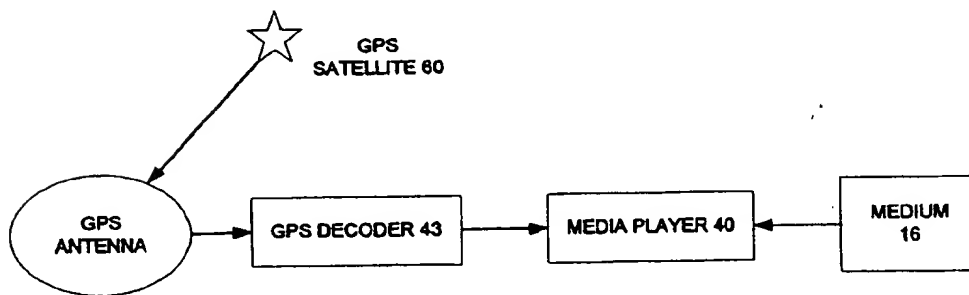 GPS
SATELLITE 60
GPS
ANTENNA
GPS DECODER 43
MEDIA PLAYER 40
MEDIUM
16